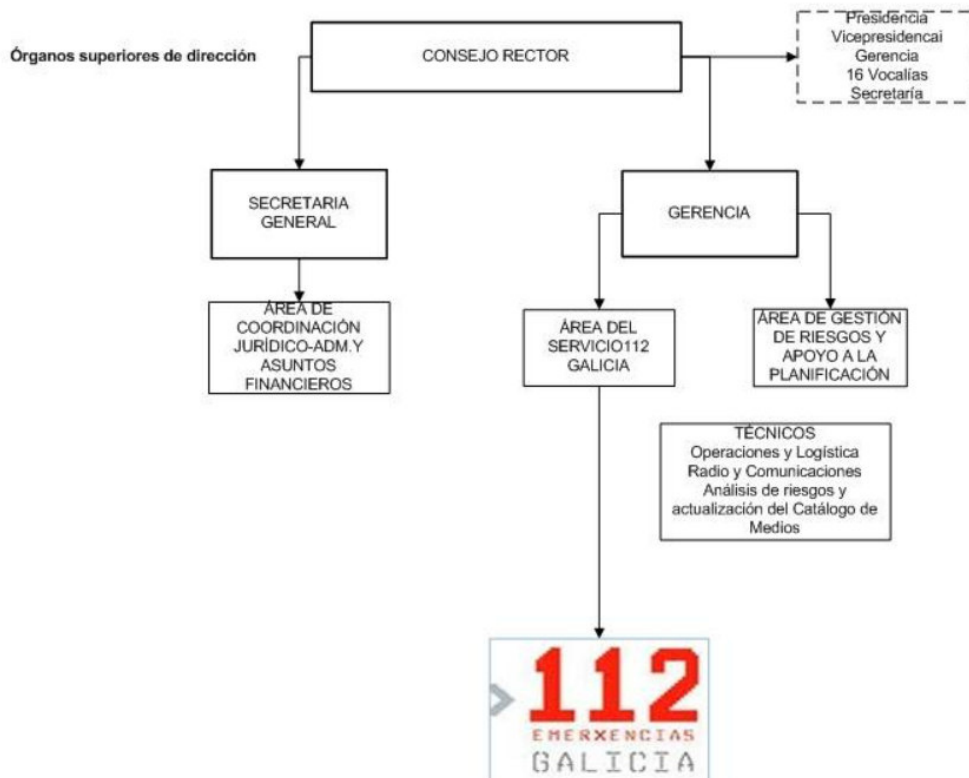 Órganos superiores de dirección
CONSEJO RECTOR
Presidencia
Vicepresidencai
Gerencia
16 Vocalías
Secretaría
SECRETARIA
GENERAL
GERENCIA
ÁREA DE
COORDINACIÓN
JURÍDICO-ADM.Y
ASUNTOS
FINANCIEROS
ÁREA DEL
SERVICIO112
GALICIA
ÁREA DE GESTIÓN
DE RIESGOS Y
APOYO A LA
PLANIFICACIÓN
TÉCNICOS
Operaciones y Logística
Radio y Comunicaciones
Análisis de riesgos y
actualización del Catálogo de
Medios
112
EMERXENCIAS
GALICIA